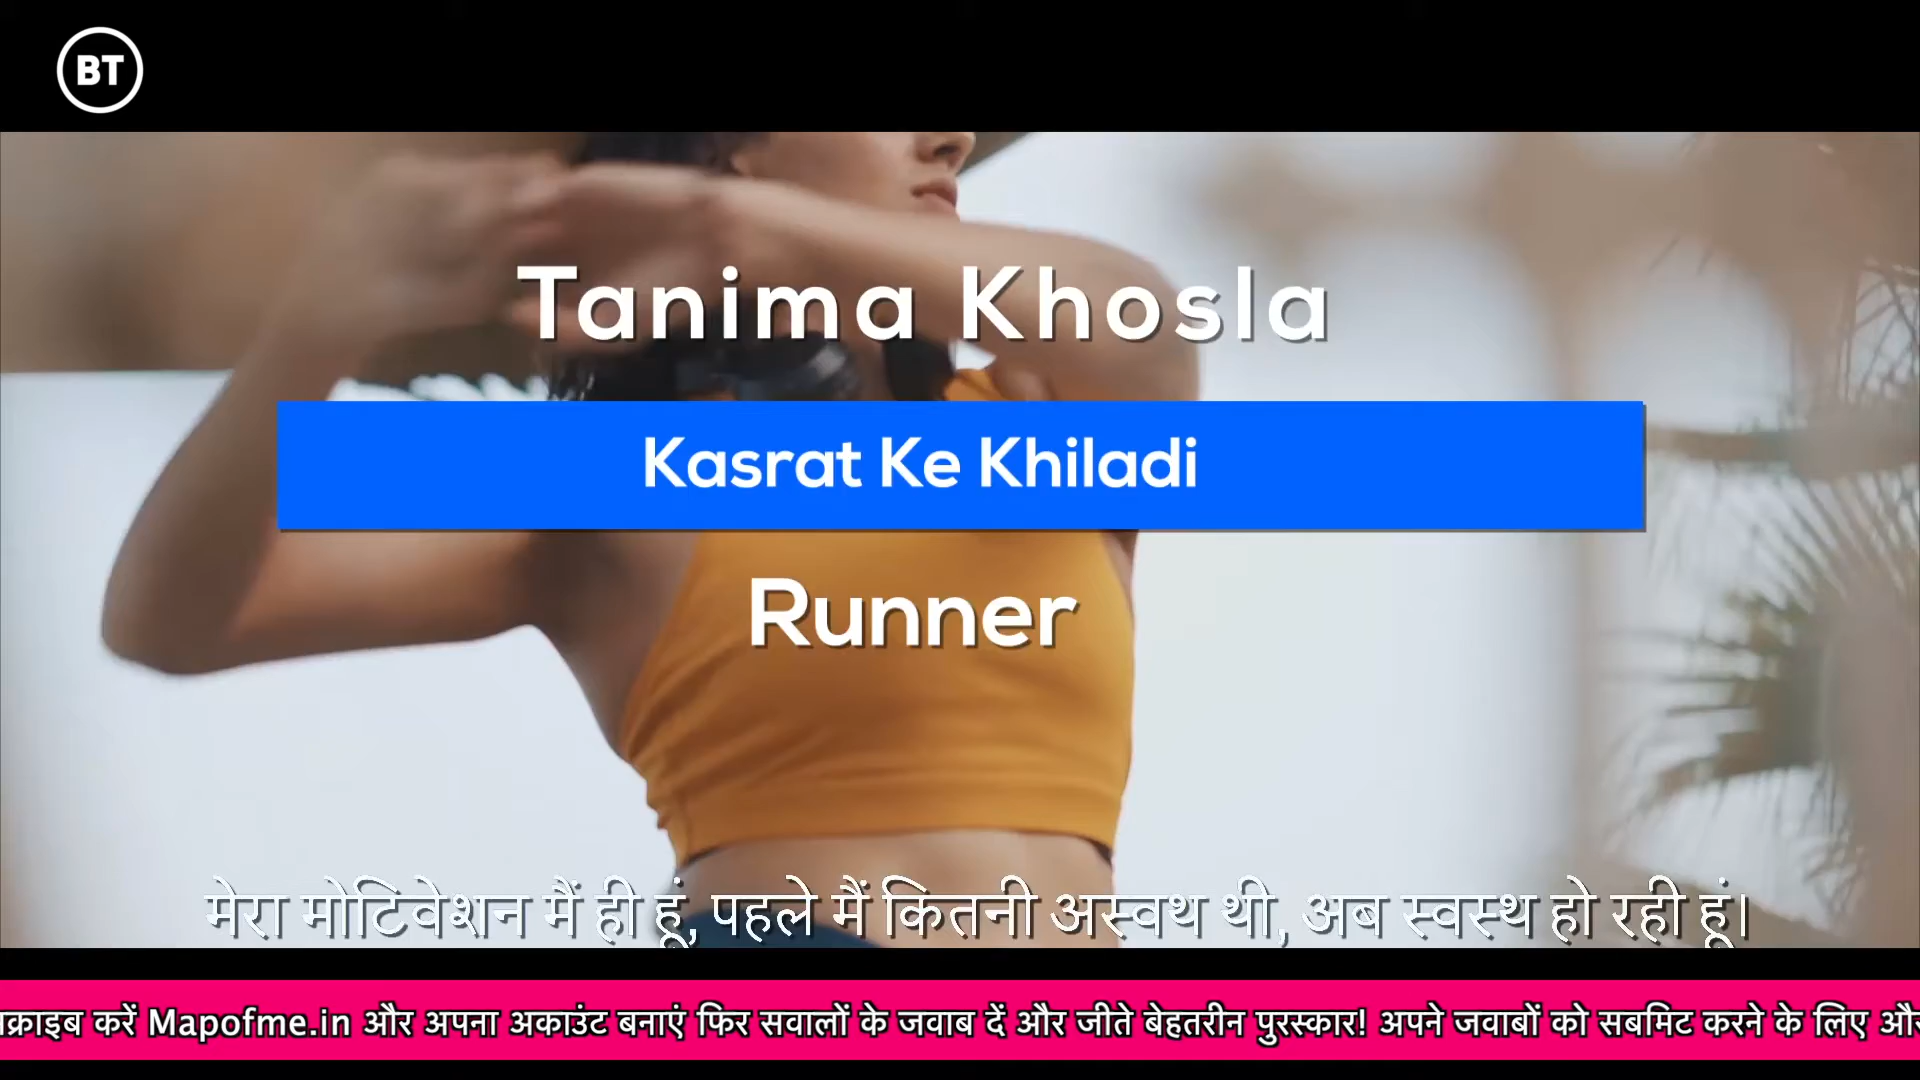 BT
Tanima Khosla
Kasrat Ke Khiladi
Runner
मेरा मोटिवेशन मैं ही हूं, पहले मैं कितनी अस्वथ थी, अब स्वस्थ हो रही हूं।
करें Mapofme.in और अपना अकाउंट बनाएं फिर सवालों के जवाब दें और जीते बेहतरीन पुरस्कार! अपने जवाबों को सबमिट करने के लिए